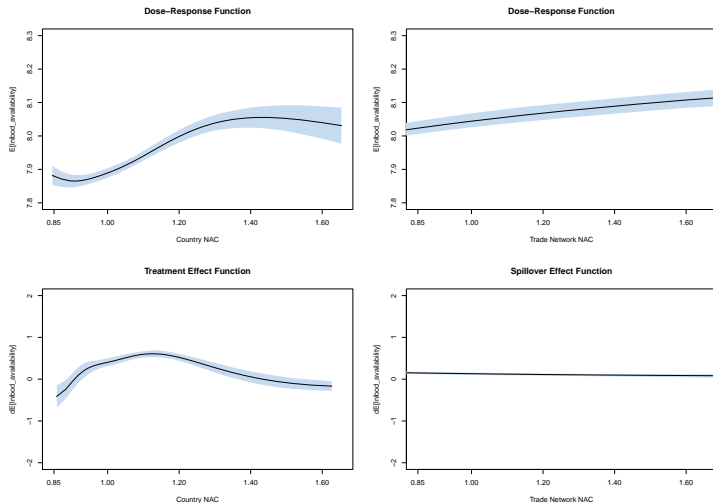 Dose−Response Function
E[lnbod_availability]
8.3
8.2
8.1
8.0
7.9
7.8
0.85 1.00 1.20 1.40 1.60
Country NAC
Dose−Response Function
E[lnbod_availability]
8.3
8.2
8.1
8.0
7.9
7.8
0.85 1.00 1.20 1.40 1.60
Trade Network NAC
Treatment Effect Function
dE[lnbod_availability]
2
1
0
−1
−2
0.85 1.00 1.20 1.40 1.60
Country NAC
Spillover Effect Function
dE[lnbod_availability]
2
1
0
−1
−2
0.85 1.00 1.20 1.40 1.60
Trade Network NAC